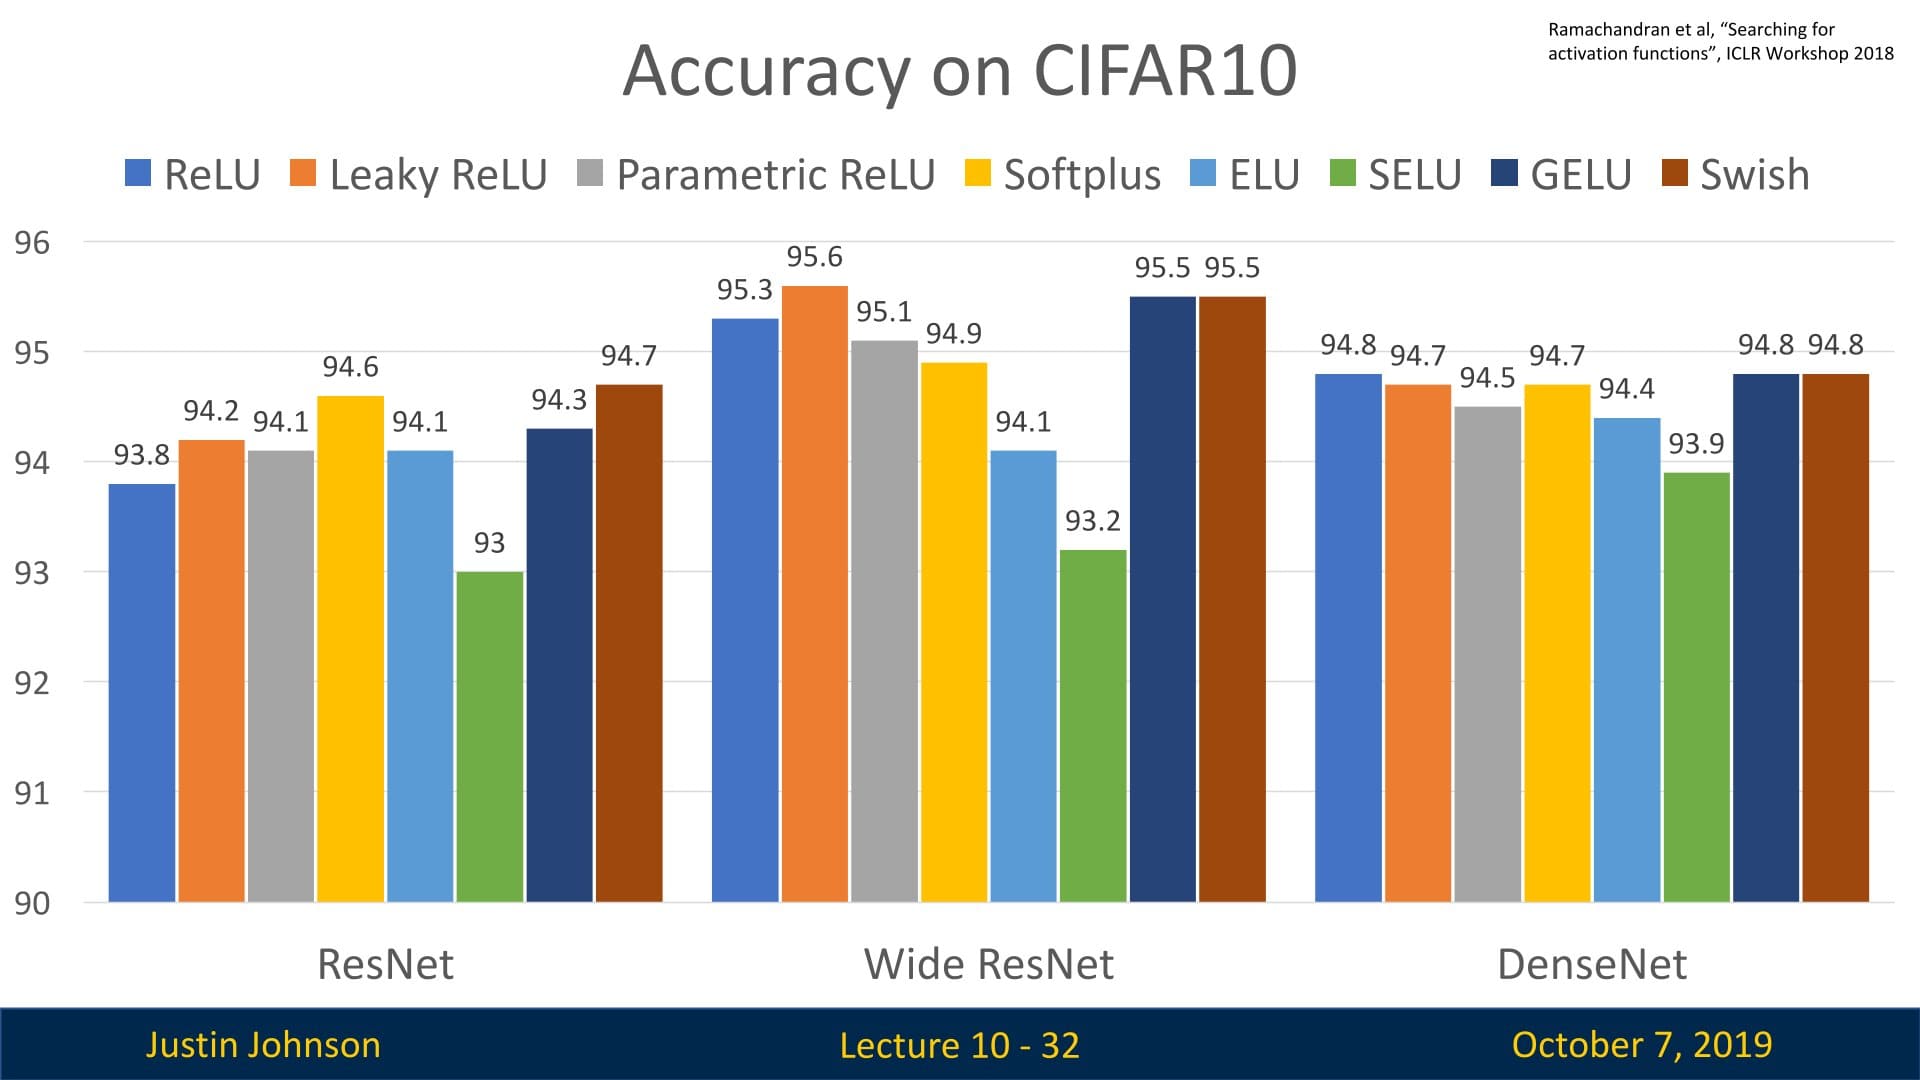 Ramachandran et al, “Searching for
activation functions”, ICLR Workshop 2018
Accuracy on CIFAR10
ReLU Leaky ReLU Parametric ReLU Softplus ELU SELU GELU Swish
96
95
94
93
92
91
90
93.8 94.2 94.1 94.6 94.1 93 94.3 94.7
95.3 95.6 95.1 94.9 94.1 93.2 95.5 95.5
94.8 94.7 94.5 94.7 94.4 93.9 94.8 94.8
ResNet Wide ResNet DenseNet
Justin Johnson Lecture 10 - 32 October 7, 2019